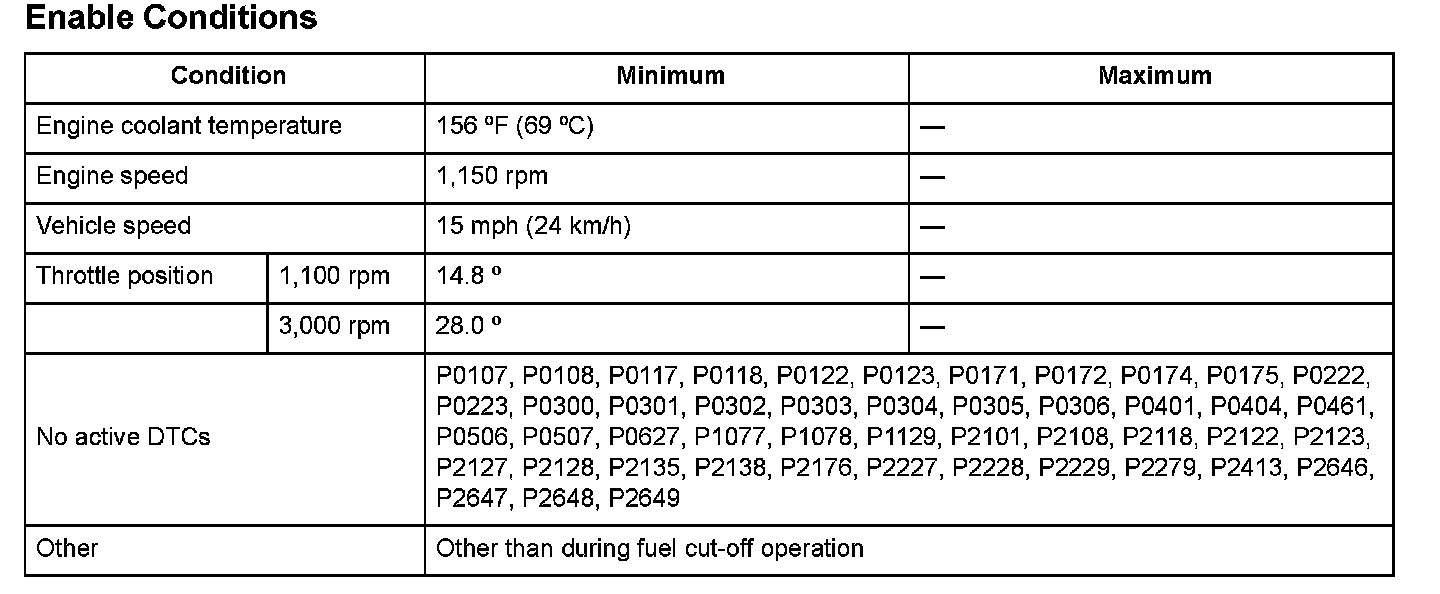 Enable Conditions
Condition Minimum Maximum
Engine coolant temperature 156 ºF (69 ºC) —
Engine speed 1,150 rpm —
Vehicle speed 15 mph (24 km/h) —
Throttle position 1,100 rpm 14.8 º —
3,000 rpm 28.0 º —
No active DTCs
P0107, P0108, P0117, P0118, P0122, P0123, P0171, P0172, P0174, P0175, P0222,
P0223, P0300, P0301, P0302, P0303, P0304, P0305, P0306, P0401, P0404, P0461,
P0506, P0507, P0627, P1077, P1078, P1129, P2101, P2108, P2118, P2122, P2123,
P2127, P2128, P2135, P2138, P2176, P2227, P2228, P2229, P2279, P2413, P2646,
P2647, P2648, P2649
Other Other than during fuel cut-off operation